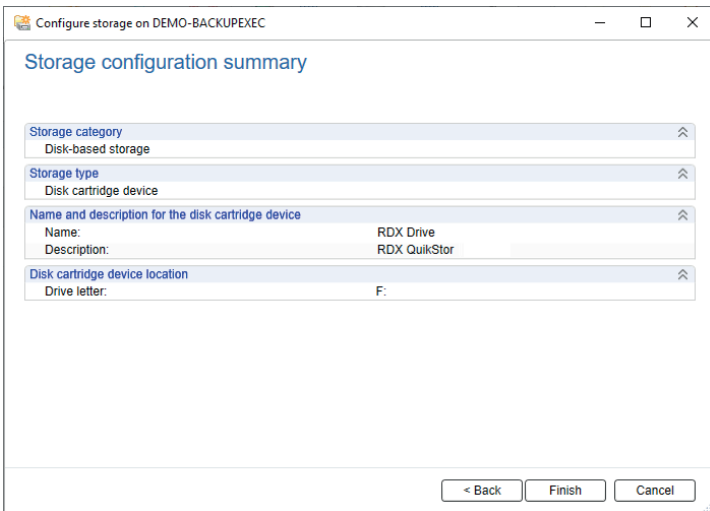 Configure storage on DEMO-BACKUPEXEC
Storage configuration summary
Storage category
Disk-based storage
Storage type
Disk cartridge device
Name and description for the disk cartridge device
Name: RDX Drive
Description: RDX QuikStor
Disk cartridge device location
Drive letter: F:
< Back Finish Cancel